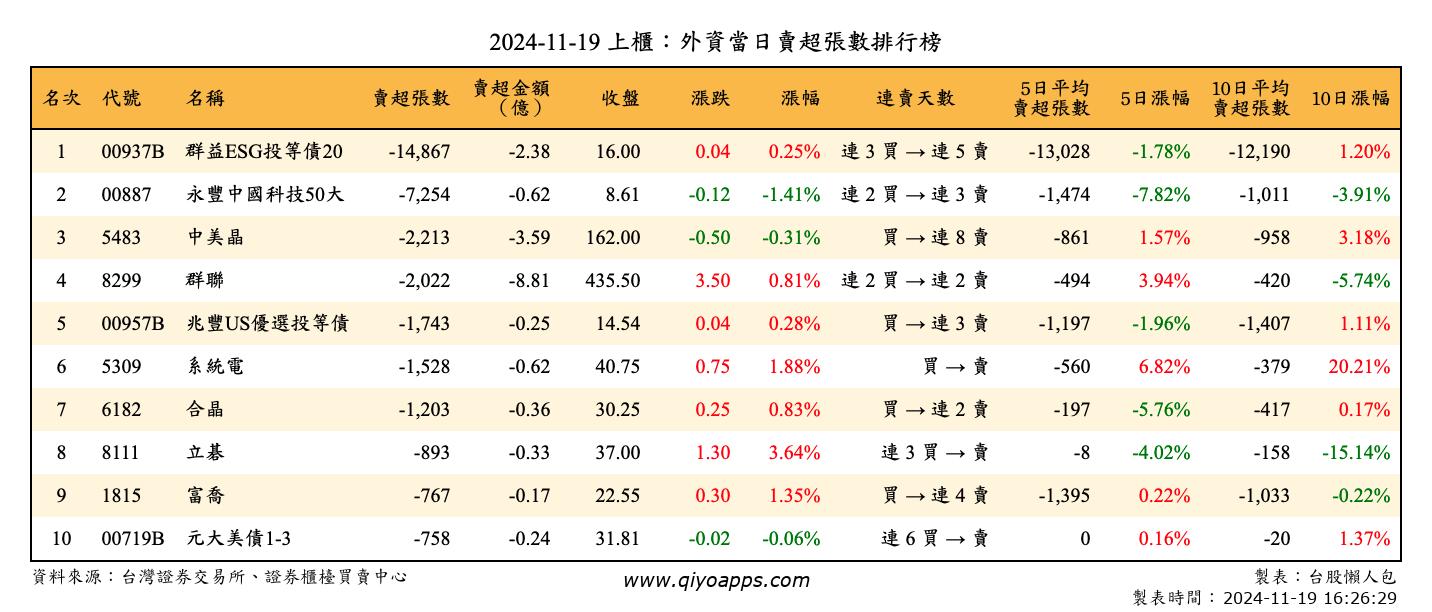 2024-11-19 上櫃：外資當日賣超張數排行榜
名次 代號 名稱 賣超張數 賣超金額（億） 收盤 漲跌 漲幅 連賣天數 5日平均賣超張數 5日漲幅 10日平均賣超張數 10日漲幅
1 00937B 群益ESG投等債20 -14,867 -2.38 16.00 0.04 0.25% 連 3 買 → 連 5 賣 -13,028 -1.78% -12,190 1.20%
2 00887 永豐中國科技50大 -7,254 -0.62 8.61 -0.12 -1.41% 連 2 買 → 連 3 賣 -1,474 -7.82% -1,011 -3.91%
3 5483 中美晶 -2,213 -3.59 162.00 -0.50 -0.31% 買 → 連 8 賣 -861 1.57% -958 3.18%
4 8299 群聯 -2,022 -8.81 435.50 3.50 0.81% 連 2 買 → 連 2 賣 -494 3.94% -420 -5.74%
5 00957B 兆豐US優選投等債 -1,743 -0.25 14.54 0.04 0.28% 買 → 連 3 賣 -1,197 -1.96% -1,407 1.11%
6 5309 系統電 -1,528 -0.62 40.75 0.75 1.88% 買 → 賣 -560 6.82% -379 20.21%
7 6182 合晶 -1,203 -0.36 30.25 0.25 0.83% 買 → 連 2 賣 -197 -5.76% -417 0.17%
8 8111 立碁 -893 -0.33 37.00 1.30 3.64% 連 3 買 → 賣 -8 -4.02% -158 -15.14%
9 1815 富喬 -767 -0.17 22.55 0.30 1.35% 買 → 連 4 賣 -1,395 0.22% -1,033 -0.22%
10 00719B 元大美債1-3 -758 -0.24 31.81 -0.02 -0.06% 連 6 買 → 賣 0 0.16% -20 1.37%
資料來源：台灣證券交易所、證券櫃檯買賣中心 www.qiyoapps.com 製表：台股懶人包
製表時間：2024-11-19 16:26:29